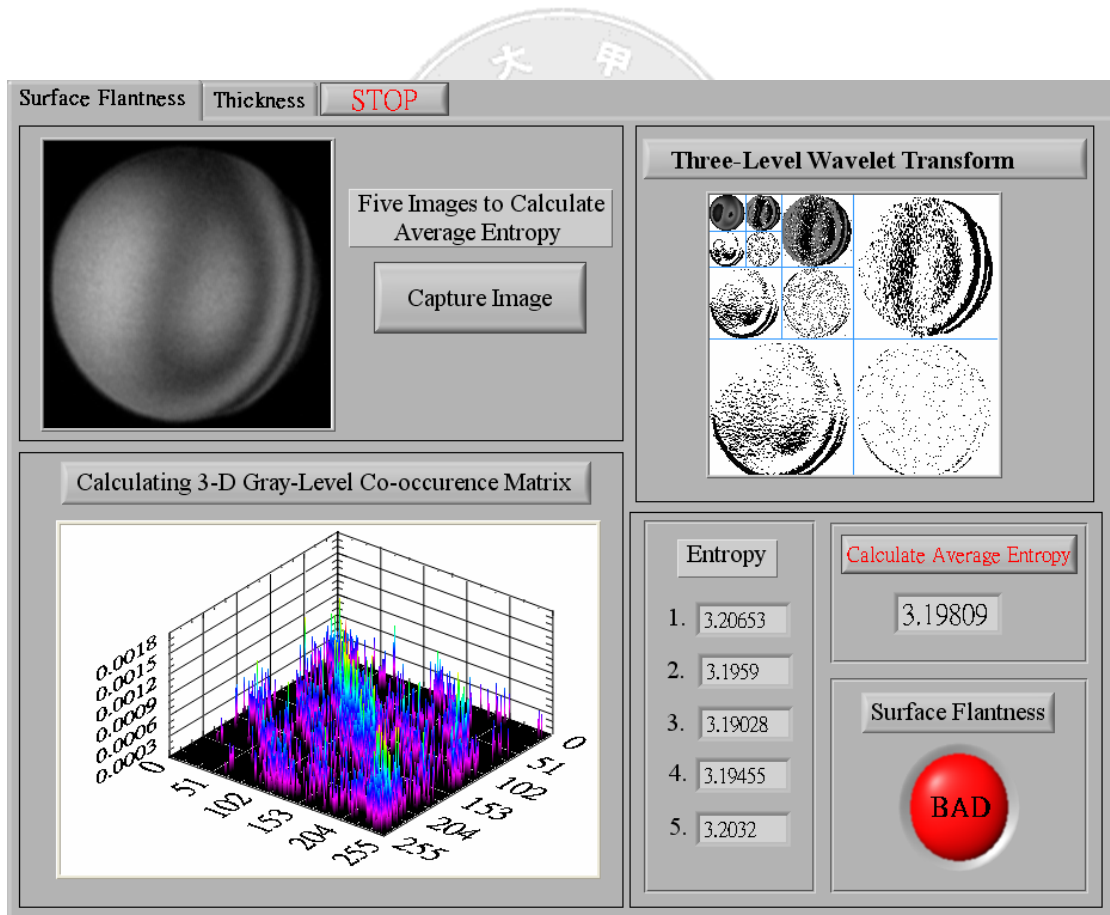 大 甲
Surface Flantness
Thickness
STOP
Five Images to Calculate
Average Entropy
Capture Image
Three-Level Wavelet Transform
Calculating 3-D Gray-Level Co-occurence Matrix
0.0018
0.0015
0.0012
0.0009
0.0006
0.0003
0
51
102
153
204
255
0
51
102
153
204
255
Entropy
1. 3.20653
2. 3.1959
3. 3.19028
4. 3.19455
5. 3.2032
Calculate Average Entropy
3.19809
Surface Flantness
BAD